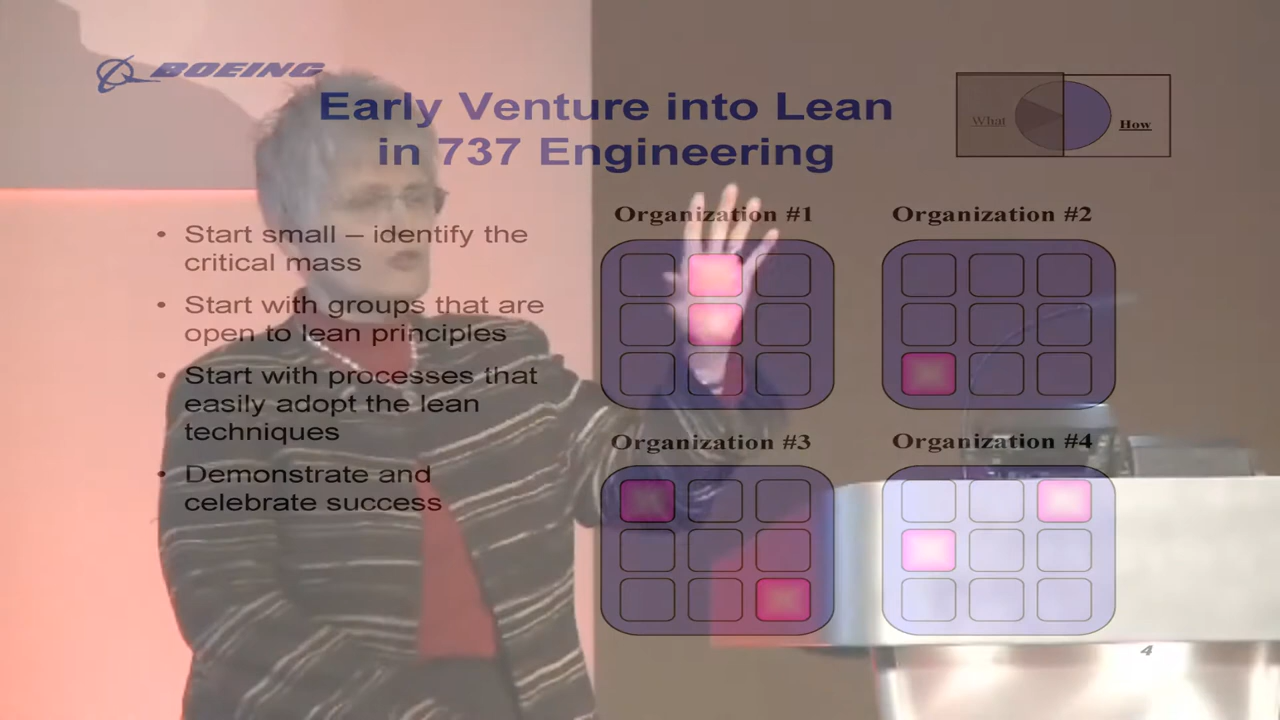 BOEING
Early Venture into Lean
in 737 Engineering
What
How
• Start small – identify the
critical mass
• Start with groups that are
open to lean principles
• Start with processes that
easily adopt the lean
techniques
• Demonstrate and
celebrate success
Organization #1
Organization #2
Organization #3
Organization #4
4